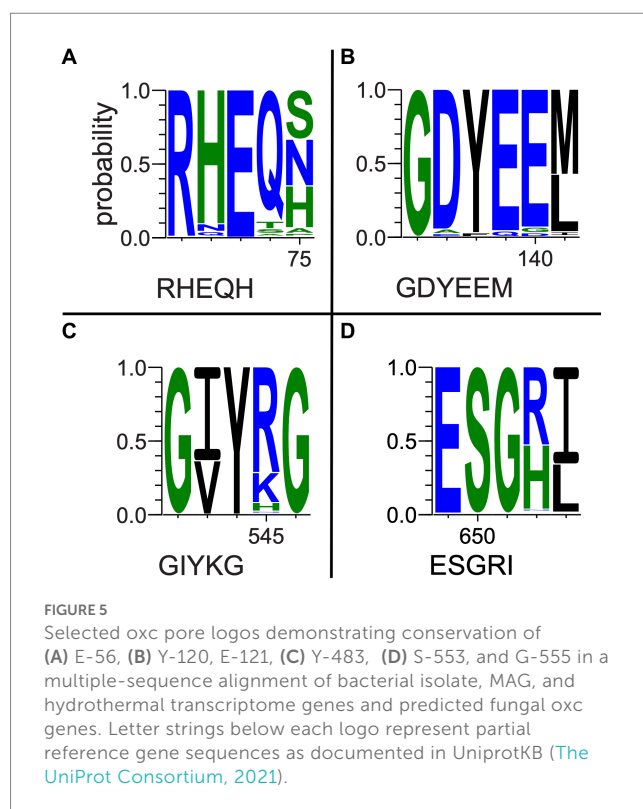 A
B
probability
1.0
0.5
0.0
RHEQS
N
H
75
RHEQH
1.0
0.5
0.0
GDYEEM
L
140
GDYEEM
C
D
1.0
0.5
0.0
GIYRG
V
K
H
545
GIYKG
1.0
0.5
0.0
ESGRI
H
L
650
ESGRI
FIGURE 5
Selected oxc pore logos demonstrating conservation of
(A) E-56, (B) Y-120, E-121, (C) Y-483, (D) S-553, and G-555 in a
multiple-sequence alignment of bacterial isolate, MAG, and
hydrothermal transcriptome genes and predicted fungal oxc
genes. Letter strings below each logo represent partial
reference gene sequences as documented in UniprotKB (The
UniProt Consortium, 2021).